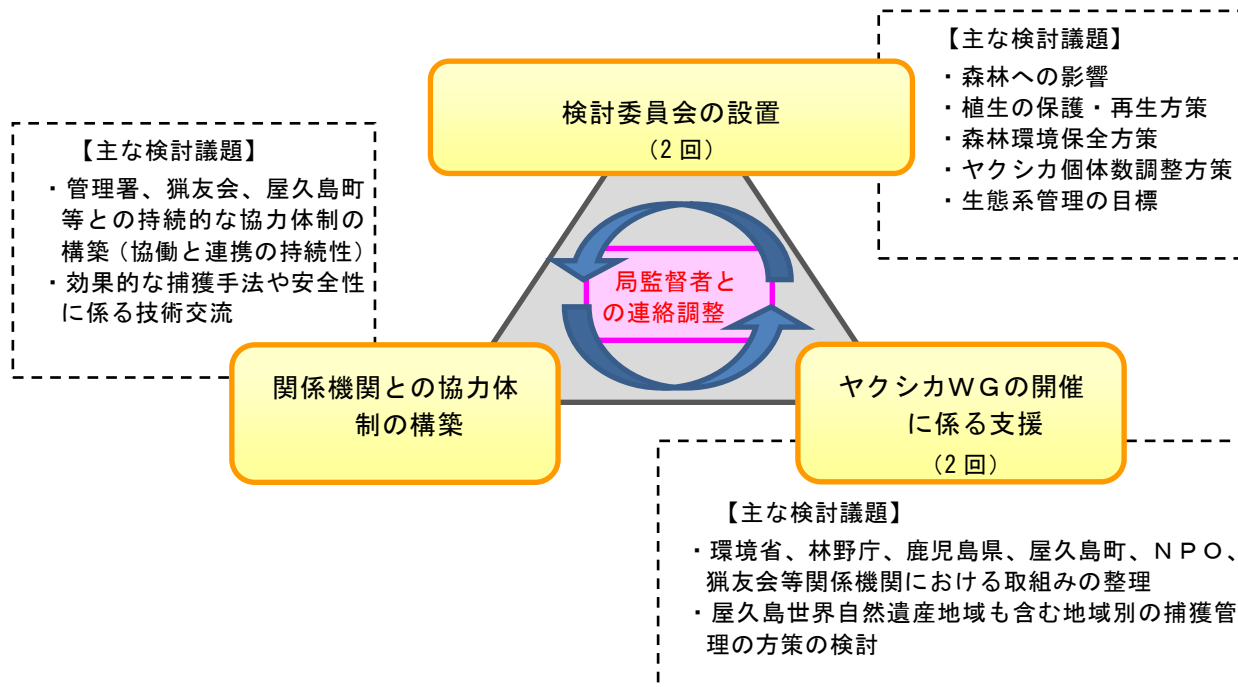 検討委員会の設置
（2 回）
【主な検討議題】
・森林への影響
・植生の保護・再生方策
・森林環境保全方策
・ヤクシカ個体数調整方策
・生態系管理の目標
【主な検討議題】
・管理署、猟友会、屋久島町
等との持続的な協力体制の
構築（協働と連携の持続性）
・効果的な捕獲手法や安全性
に係る技術交流
局監督者と
の連絡調整
関係機関との協力体
制の構築
ヤクシカＷＧの開催
に係る支援
（2 回）
【主な検討議題】
・環境省、林野庁、鹿児島県、屋久島町、ＮＰＯ、
猟友会等関係機関における取組みの整理
・屋久島世界自然遺産地域も含む地域別の捕獲管
理の方策の検討